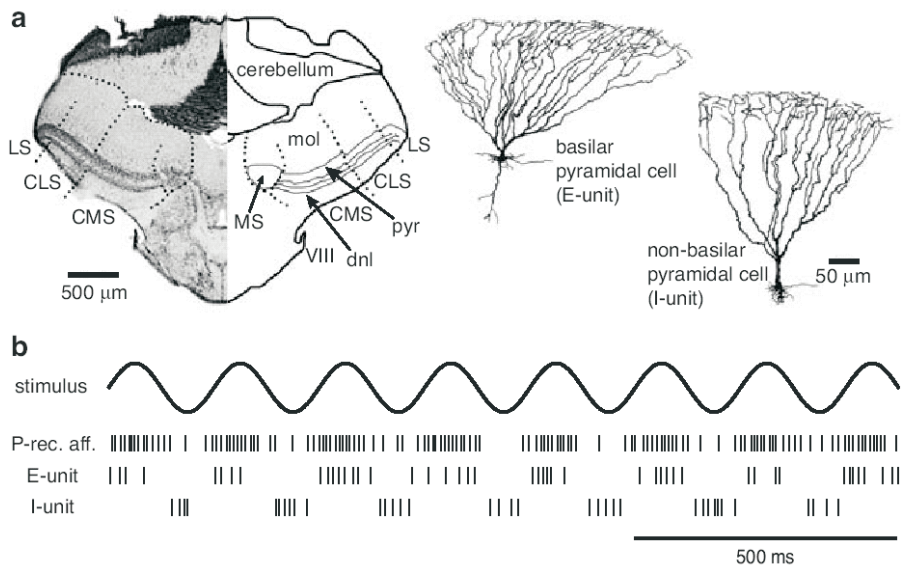 a
cerebellum
mol
LS
LS
CLS
CLS
CMS
MS
CMS
pyr
VIII
dnl
500 μm
basilar
pyramidal cell
(E-unit)
non-basilar
pyramidal cell
(I-unit)
50 μm
b
stimulus
P-rec. aff.
E-unit
I-unit
500 ms